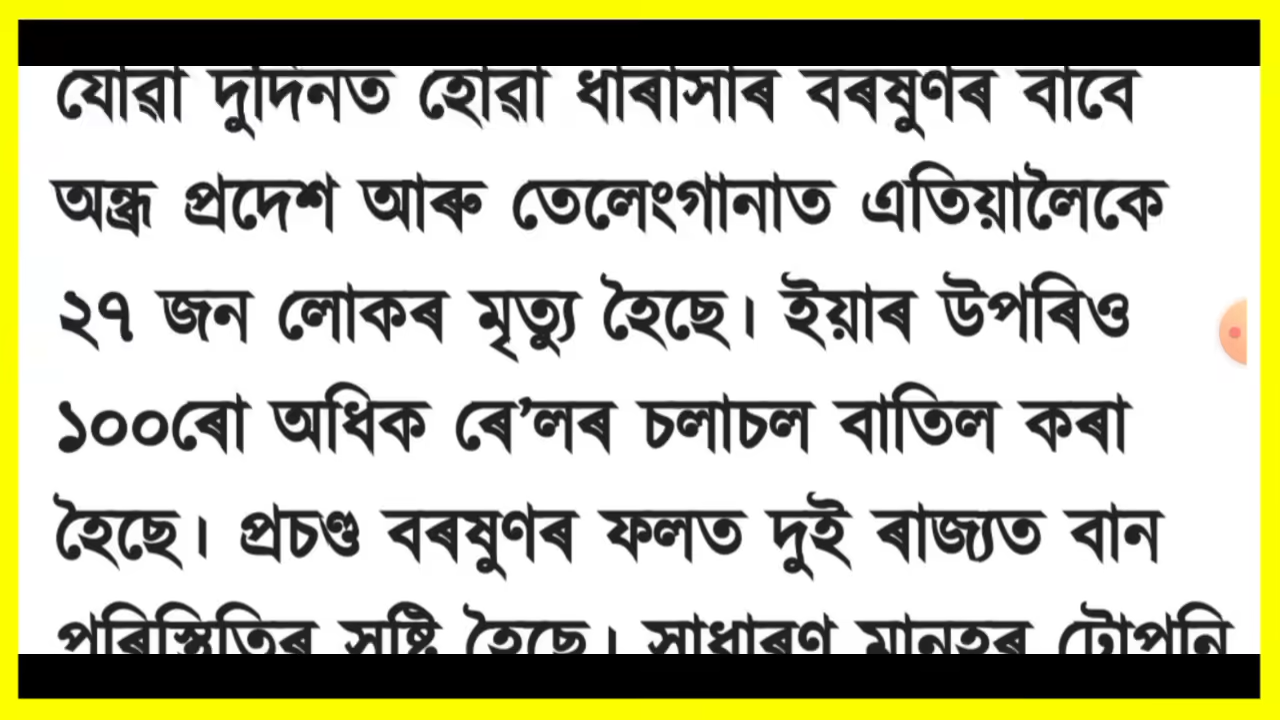 যোৱা দুদিনত হোৱা ধাৰাসাৰ বৰষুণৰ বাবে
অন্ধ্ৰ প্ৰদেশ আৰু তেলেংগানাত এতিয়ালৈকে
২৭ জন লোকৰ মৃত্যু হৈছে। ইয়াৰ উপৰিও
১০০ৰো অধিক ৰে’লৰ চলাচল বাতিল কৰা
হৈছে। প্ৰচণ্ড বৰষুণৰ ফলত দুই ৰাজ্যত বান
পৰিস্থিতিৰ সৃষ্টি হৈছে। সাধাৰণ মানুহৰ টোপনি